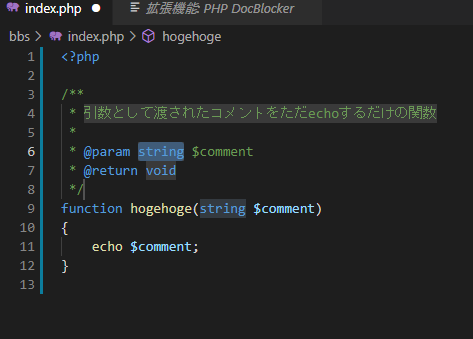 index.php ● 拡張機能: PHP DocBlocker
bbs > index.php > hogehoge
1 <?php
2
3 /**
4 * 引数として渡されたコメントをただechoするだけの関数
5 *
6 * @param string $comment
7 * @return void
8 */
9 function hogehoge(string $comment)
10 {
11 echo $comment;
12 }
13